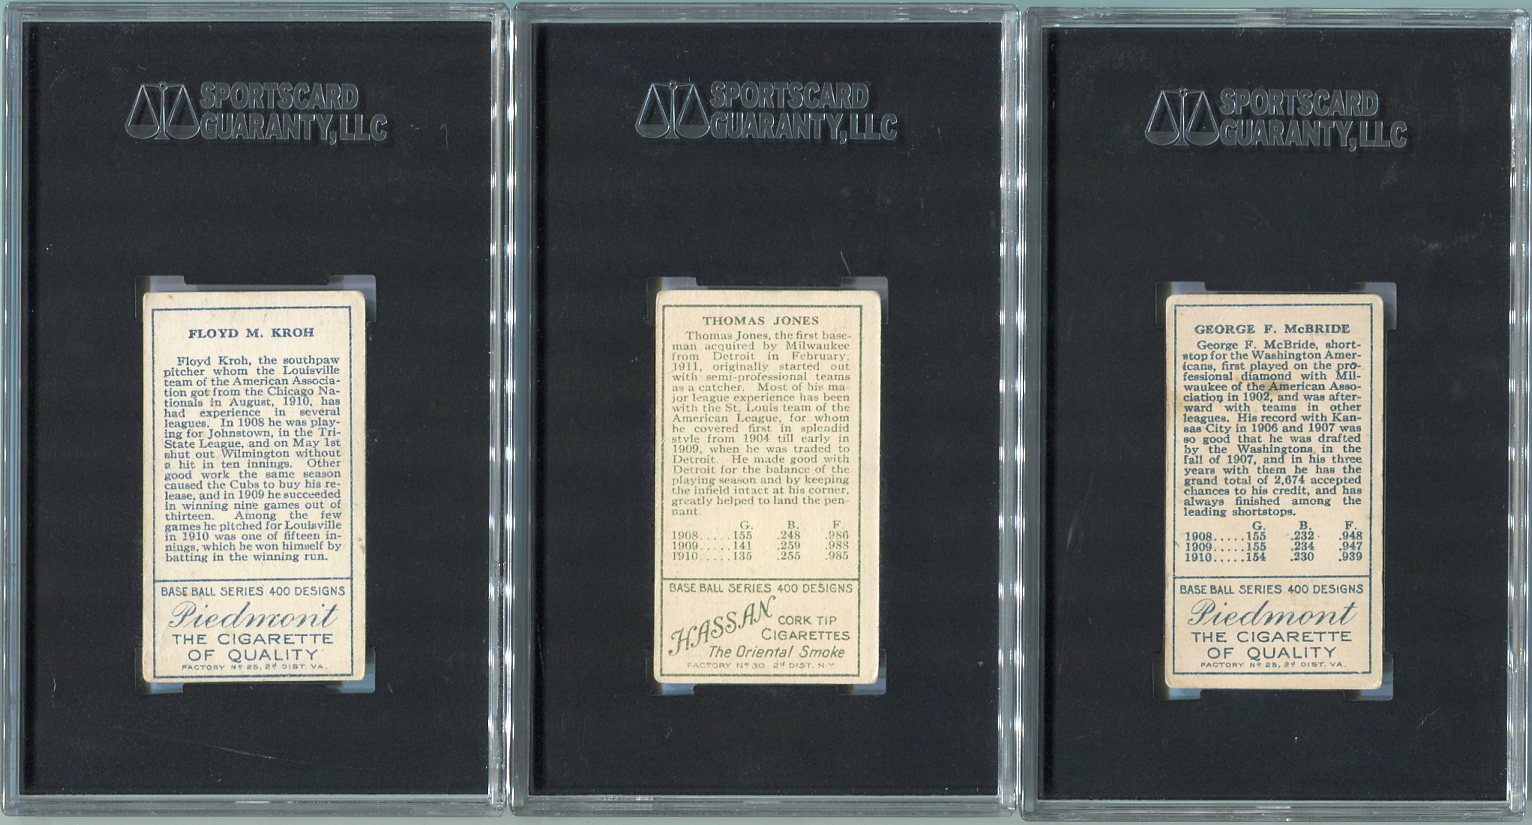 SPORTSCARD
GUARANTY, LLC
FLOYD M. KROH
Floyd Kroh, the southpaw
pitcher whom the Louisville
team of the American Associa-
tion got from the Chicago Na-
tionals in August, 1910, has
had experience in several
leagues. In 1908 he was play-
ing for Johnstown, in the Tri-
State League, and on May 1st
shut out Wilmington without
a hit in ten innings. Other
good work the same season
caused the Cubs to buy his re-
lease, and in 1909 he succeeded
in winning nine games out of
thirteen. Among the few
games he pitched for Louisville
in 1910 was one of fifteen in-
nings, which he won himself by
batting in the winning run.
BASE BALL SERIES 400 DESIGNS
Piedmont
THE CIGARETTE
OF QUALITY
FACTORY Nº 25, 2d DIST. VA.
SPORTSCARD
GUARANTY, LLC
THOMAS JONES
Thomas Jones, the first base-
man acquired by Milwaukee
from Detroit in February,
1911, originally started out
with semi-professional teams
as a catcher. Most of his ma-
jor league experience has been
with the St. Louis team of the
American League, for whom
he covered first in splendid
style from 1904 till early in
1909, when he was traded to
Detroit. He made good with
Detroit for the balance of the
playing season and by keeping
the infield intact at his corner,
greatly helped to land the pen-
nant.
G. B. F.
1908.....155 .248 .986
1909.....141 .259 .988
1910.....135 .255 .985
BASE BALL SERIES 400 DESIGNS
HASSAN
CORK TIP
CIGARETTES
The Oriental Smoke
FACTORY Nº 30 2d DIST. N.Y.
SPORTSCARD
GUARANTY, LLC
GEORGE F. McBRIDE
George F. McBride, short-
stop for the Washington Amer-
icans, first played on the pro-
fessional diamond with Mil-
waukee of the American Asso-
ciation in 1902, and was after-
ward with teams in other
leagues. His record with Kan-
sas City in 1906 and 1907 was
so good that he was drafted
by the Washingtons in the
fall of 1907, and in his three
years with them he has the
grand total of 2,674 accepted
chances to his credit, and has
always finished among the
leading shortstops.
G. B. F.
1908.....155 .232 .948
1909.....155 .234 .947
1910.....154 .230 .939
BASE BALL SERIES 400 DESIGNS
Piedmont
THE CIGARETTE
OF QUALITY
FACTORY Nº 25, 2d DIST. VA.